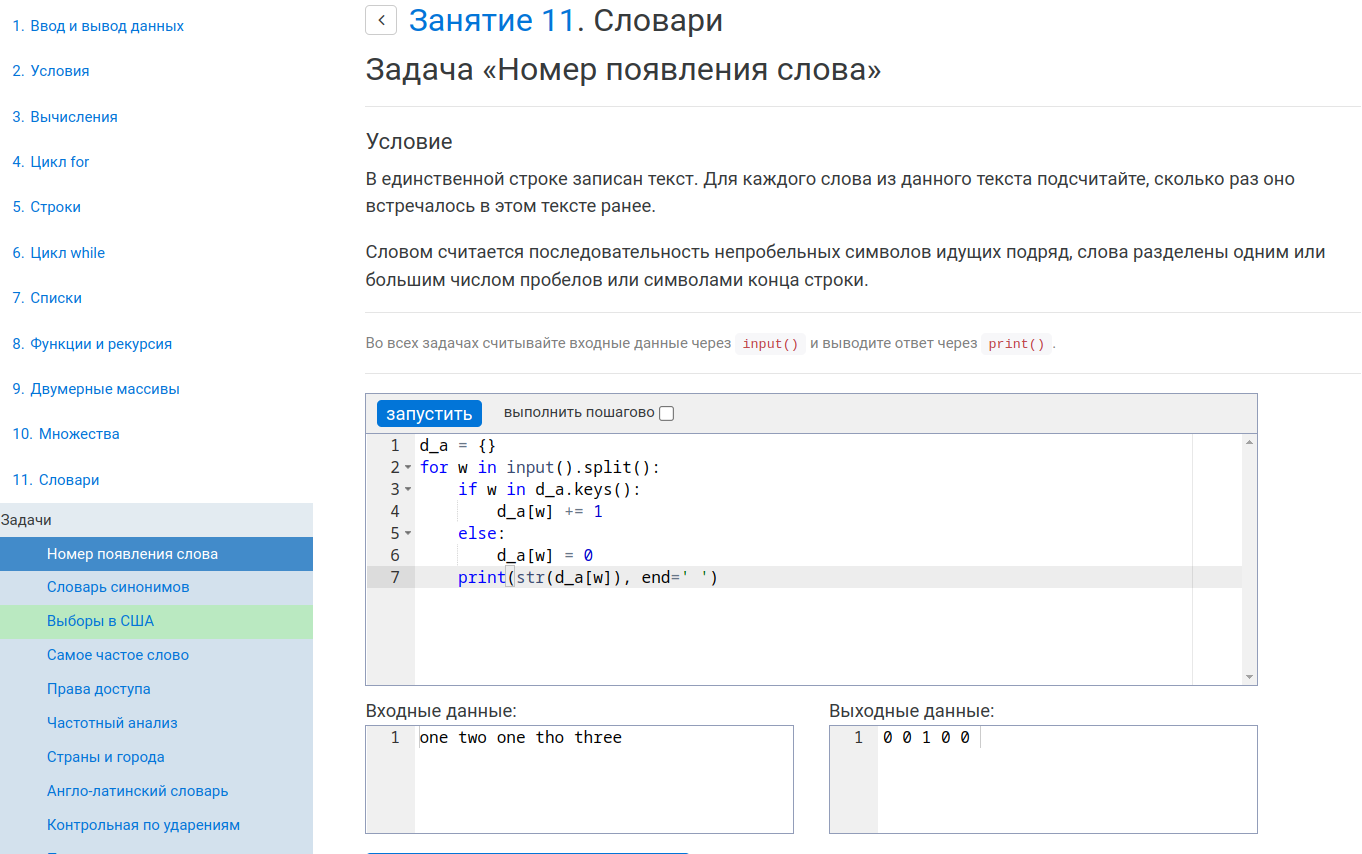 1. Ввод и вывод данных
2. Условия
3. Вычисления
4. Цикл for
5. Строки
6. Цикл while
7. Списки
8. Функции и рекурсия
9. Двумерные массивы
10. Множества
11. Словари
Задачи
Номер появления слова
Словарь синонимов
Выборы в США
Самое частое слово
Права доступа
Частотный анализ
Страны и города
Англо-латинский словарь
Контрольная по ударениям
Занятие 11. Словари
Задача «Номер появления слова»
Условие
В единственной строке записан текст. Для каждого слова из данного текста подсчитайте, сколько раз оно
встречалось в этом тексте ранее.
Словом считается последовательность непробельных символов идущих подряд, слова разделены одним или
большим числом пробелов или символами конца строки.
Во всех задачах считывайте входные данные через input() и выводите ответ через print().
запустить выполнить пошагово
1 d_a = {}
2 for w in input().split():
3     if w in d_a.keys():
4         d_a[w] += 1
5     else:
6         d_a[w] = 0
7     print(str(d_a[w]), end=' ')
Входные данные:
1 one two one tho three
Выходные данные:
1 0 0 1 0 0